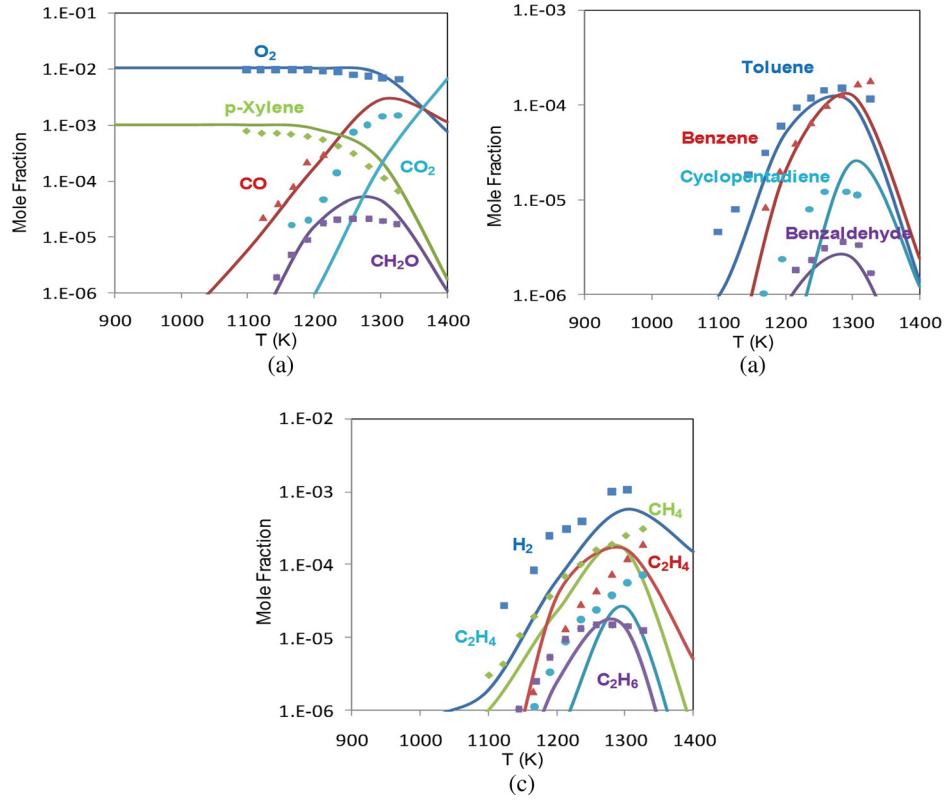 1.E-01
1.E-02
1.E-03
1.E-04
1.E-05
1.E-06
Mole Fraction
O2
p-Xylene
CO
CO2
CH2O
900 1000 1100 1200 1300 1400
T (K)
(a)
1.E-03
1.E-04
1.E-05
1.E-06
Mole Fraction
Toluene
Benzene
Cyclopentadiene
Benzaldehyde
900 1000 1100 1200 1300 1400
T (K)
(a)
1.E-02
1.E-03
1.E-04
1.E-05
1.E-06
Mole Fraction
CH4
H2
C2H4
C2H4
C2H6
900 1000 1100 1200 1300 1400
T (K)
(c)